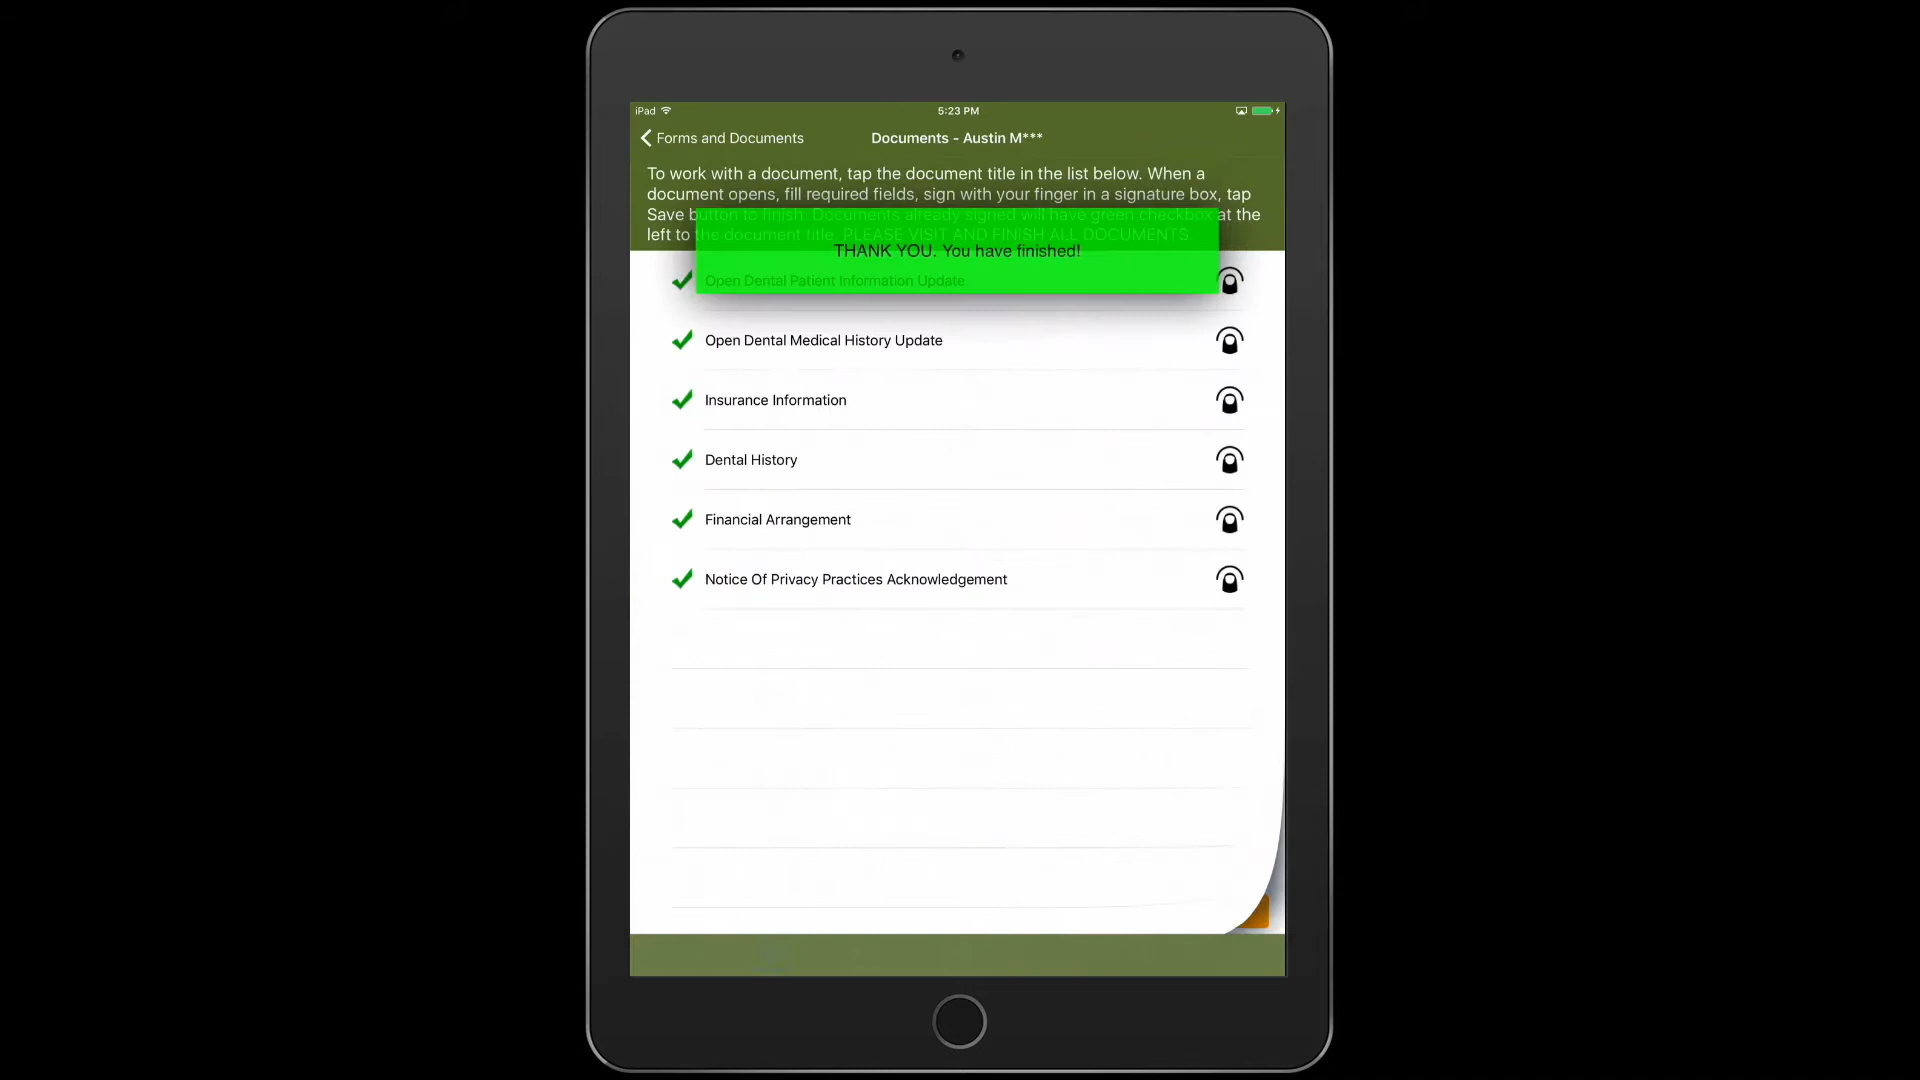 iPad
5:23 PM
Forms and Documents
Documents - Austin M***
To work with a document, tap the document title in the list below. When a
document opens, fill required fields, sign with your finger in a signature box, tap
Save button to finish. Documents already signed will have green checkbox at the
left to the document title. PLEASE VISIT AND FINISH ALL DOCUMENTS.
THANK YOU. You have finished!
Open Dental Patient Information Update
Open Dental Medical History Update
Insurance Information
Dental History
Financial Arrangement
Notice Of Privacy Practices Acknowledgement